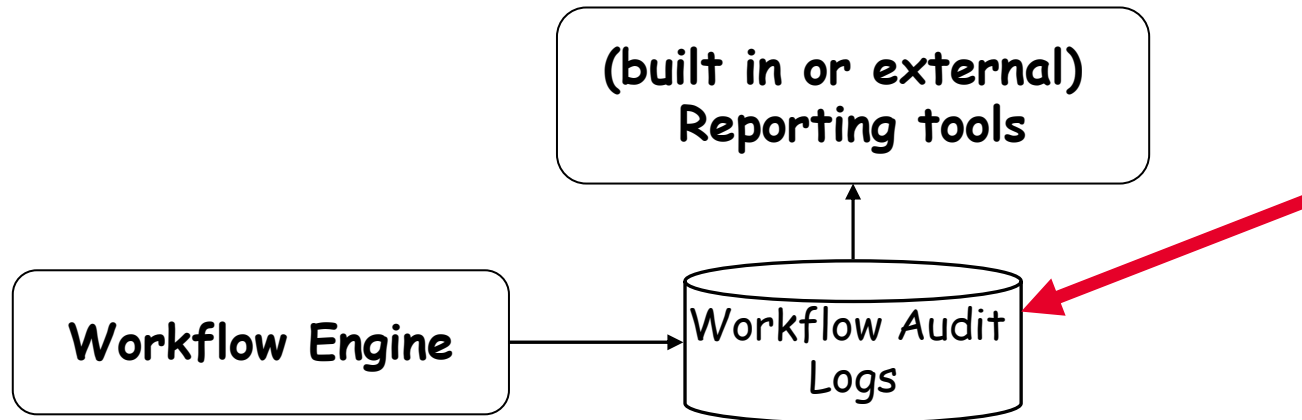 (built in or external)
Reporting tools
Workflow Engine
Workflow Audit
Logs